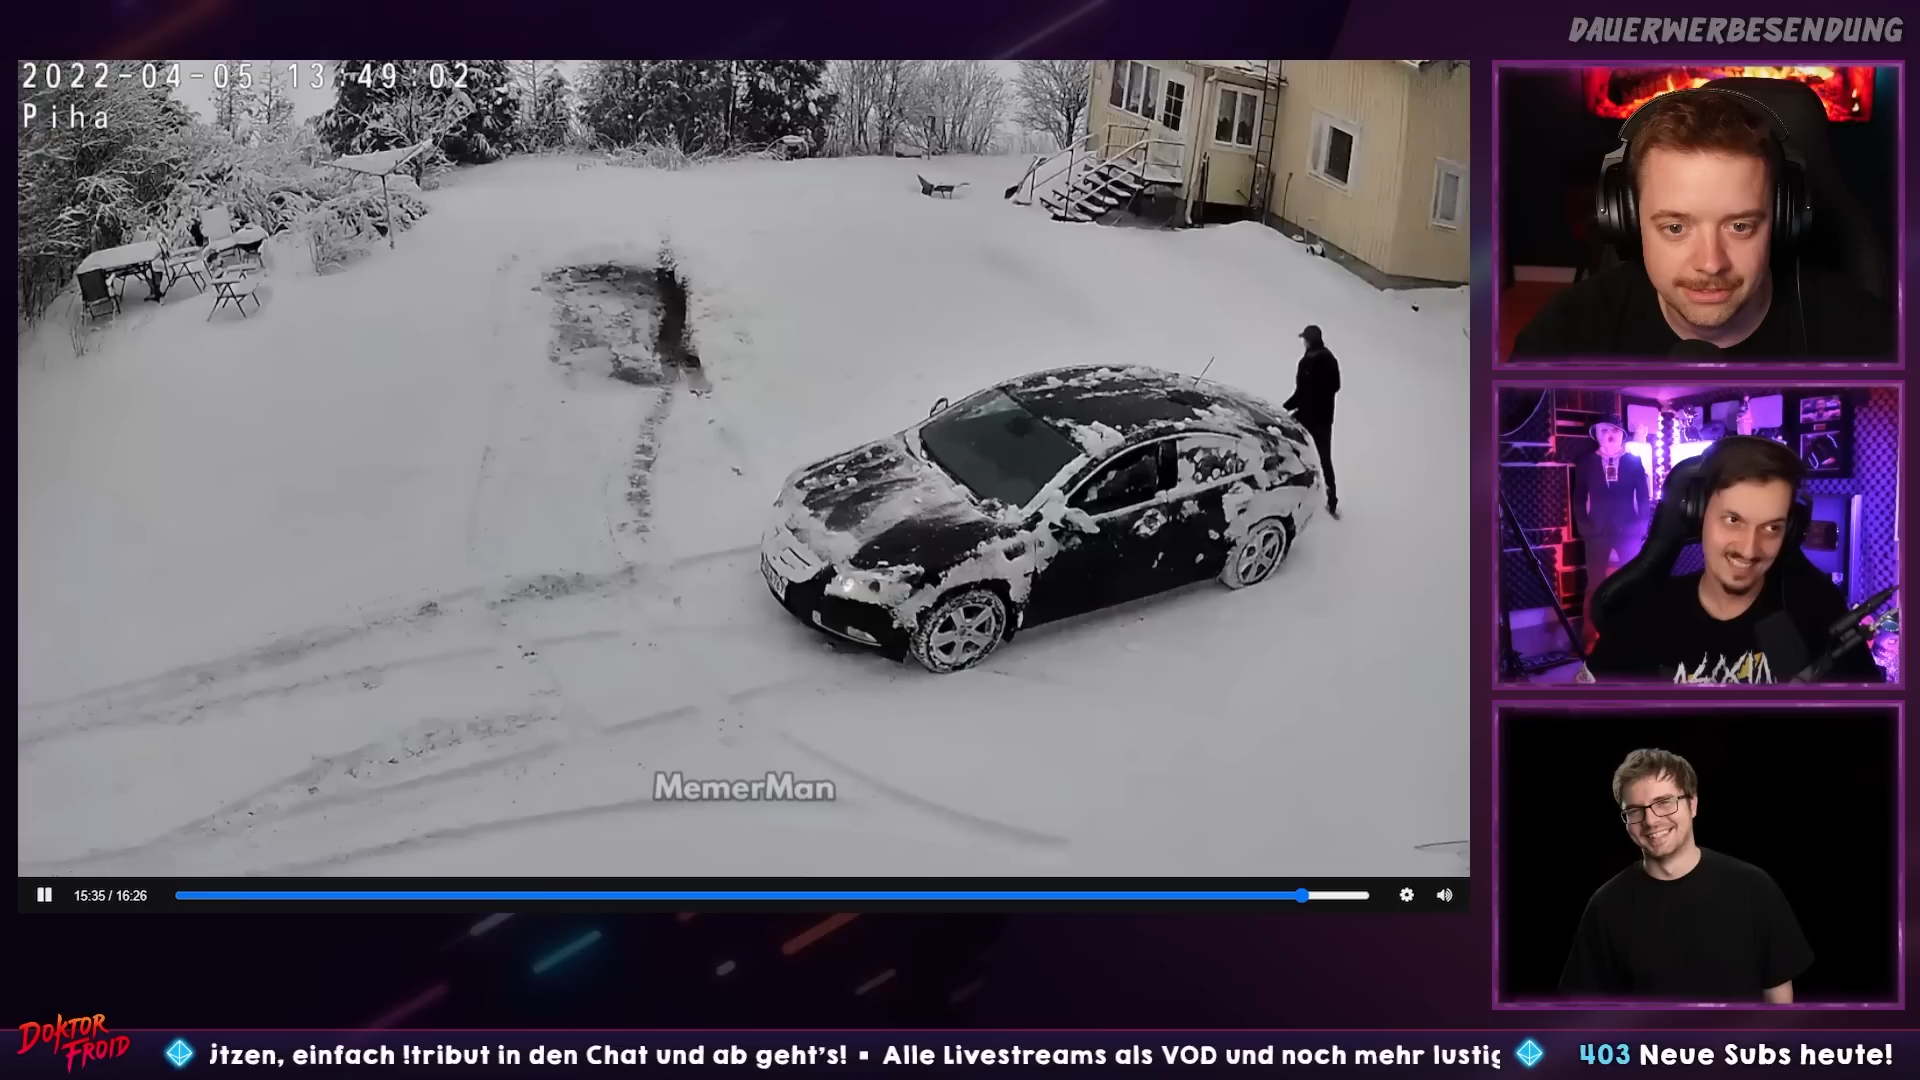 DAUERWERBESENDUNG
2022-04-05 13:49:02
Piha
MemerMan
15:35 / 16:26
DOKTOR
FROID
itzen, einfach !tribut in den Chat und ab geht's! ▪ Alle Livestreams als VOD und noch mehr lustig
403 Neue Subs heute!